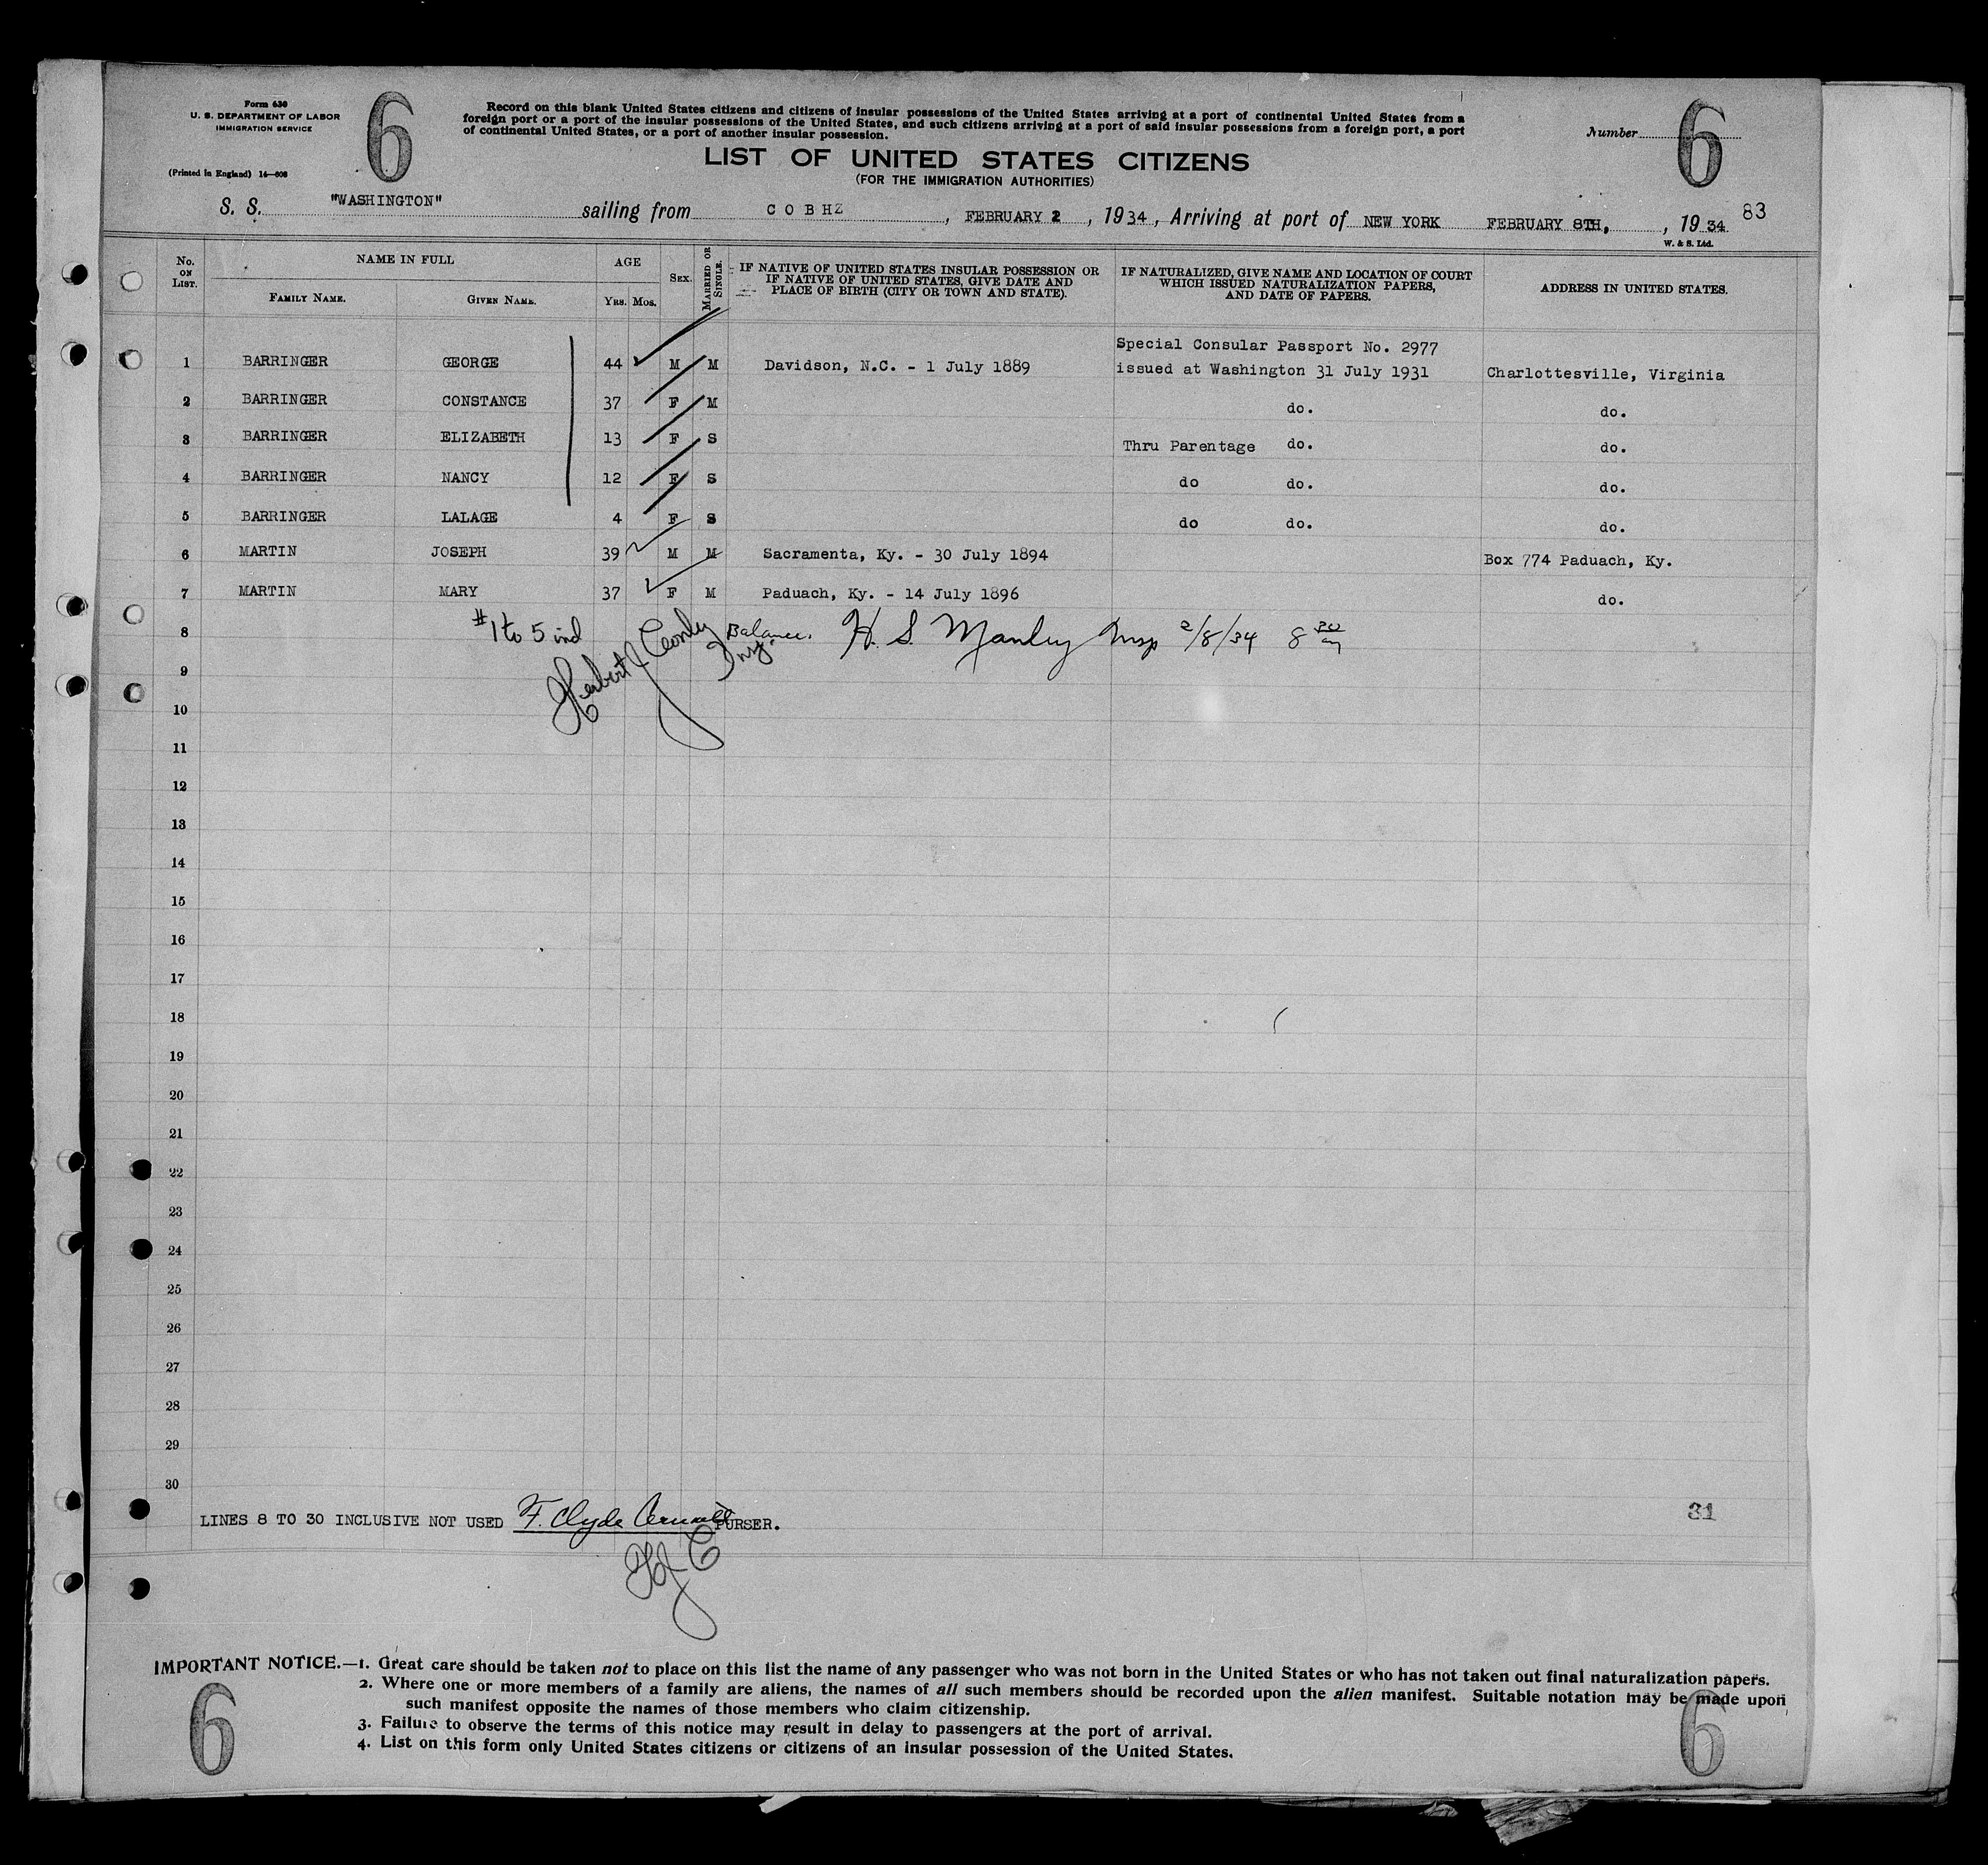 Form 630
U. S. DEPARTMENT OF LABOR
IMMIGRATION SERVICE
(Printed in England) 14—808
6
Record on this blank United States citizens and citizens of insular possessions of the United States arriving at a port of continental United States from a
foreign port or a port of the insular possessions of the United States, and such citizens arriving at a port of said insular possessions from a foreign port, a port
of continental United States, or a port of another insular possession.
LIST OF UNITED STATES CITIZENS
(FOR THE IMMIGRATION AUTHORITIES)
Number
6
S. S. "WASHINGTON" sailing from COBHZ, FEBRUARY 2, 1934, Arriving at port of NEW YORK FEBRUARY 8TH, , 19 34 83
W. & S. Ltd.
No. ON LIST. NAME IN FULL AGE SEX. MARRIED OR SINGLE. IF NATIVE OF UNITED STATES INSULAR POSSESSION OR IF NATIVE OF UNITED STATES, GIVE DATE AND PLACE OF BIRTH (CITY OR TOWN AND STATE). IF NATURALIZED, GIVE NAME AND LOCATION OF COURT WHICH ISSUED NATURALIZATION PAPERS, AND DATE OF PAPERS. ADDRESS IN UNITED STATES.
FAMILY NAME. GIVEN NAME. YRS. MOS.
Special Consular Passport No. 2977
1 BARRINGER GEORGE 44 M M Davidson, N.C. - 1 July 1889 issued at Washington 31 July 1931 Charlottesville, Virginia
2 BARRINGER CONSTANCE 37 F M do. do.
3 BARRINGER ELIZABETH 13 F S Thru Parentage do. do.
4 BARRINGER NANCY 12 F S do do. do.
5 BARRINGER LALAGE 4 F S do do. do.
6 MARTIN JOSEPH 39 M M Sacramenta, Ky. - 30 July 1894 Box 774 Paduach, Ky.
7 MARTIN MARY 37 F M Paduach, Ky. - 14 July 1896 do.
8 #1 to 5 ind Balance. H. S. Manley Insp 2/8/34 8 30
Herbert J
9
10
11
12
13
14
15
16
17
18
19
20
21
22
23
24
25
26
27
28
29
30
LINES 8 TO 30 INCLUSIVE NOT USED F. Clyde PURSER.
31
HJC
IMPORTANT NOTICE.—1. Great care should be taken not to place on this list the name of any passenger who was not born in the United States or who has not taken out final naturalization papers.
2. Where one or more members of a family are aliens, the names of all such members should be recorded upon the alien manifest. Suitable notation may be made upon
such manifest opposite the names of those members who claim citizenship.
3. Failure to observe the terms of this notice may result in delay to passengers at the port of arrival.
4. List on this form only United States citizens or citizens of an insular possession of the United States.
6
6